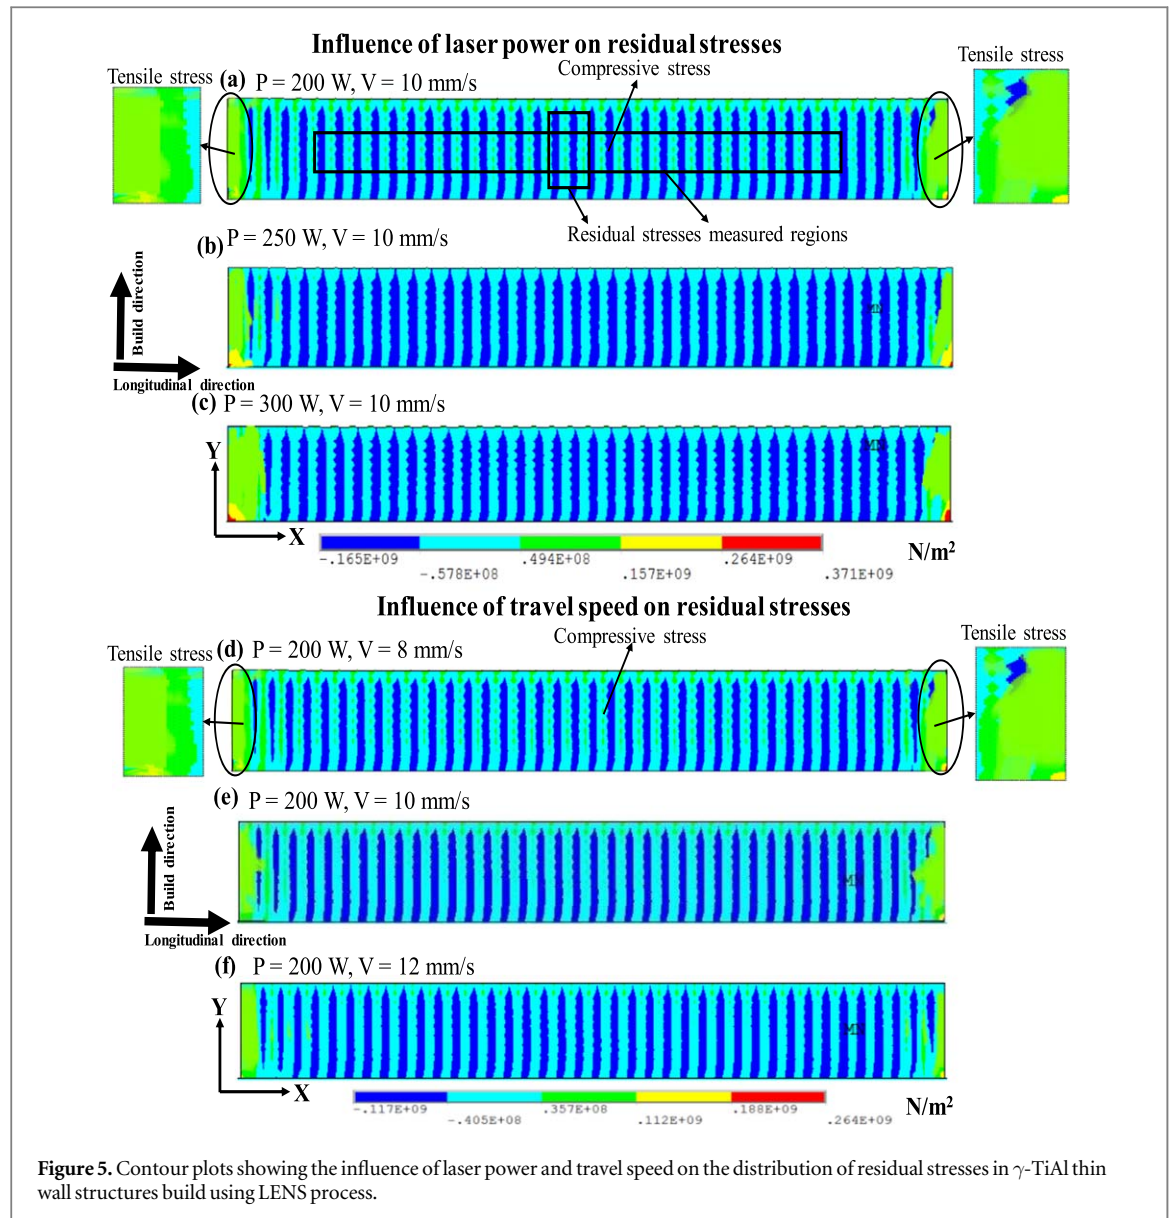 Influence of laser power on residual stresses
Tensile stress
(a) P = 200 W, V = 10 mm/s
Compressive stress
Tensile stress
Residual stresses measured regions
(b) P = 250 W, V = 10 mm/s
MN
Build direction
Longitudinal direction
(c) P = 300 W, V = 10 mm/s
MN
Y
X
N/m²
-.165E+09
-.578E+08
.494E+08
.157E+09
.264E+09
.371E+09
Influence of travel speed on residual stresses
Tensile stress
(d) P = 200 W, V = 8 mm/s
Compressive stress
Tensile stress
(e) P = 200 W, V = 10 mm/s
MN
Build direction
Longitudinal direction
(f) P = 200 W, V = 12 mm/s
MN
Y
X
N/m²
-.117E+09
-.405E+08
.357E+08
.112E+09
.188E+09
.264E+09
Figure 5. Contour plots showing the influence of laser power and travel speed on the distribution of residual stresses in γ-TiAl thin
wall structures build using LENS process.